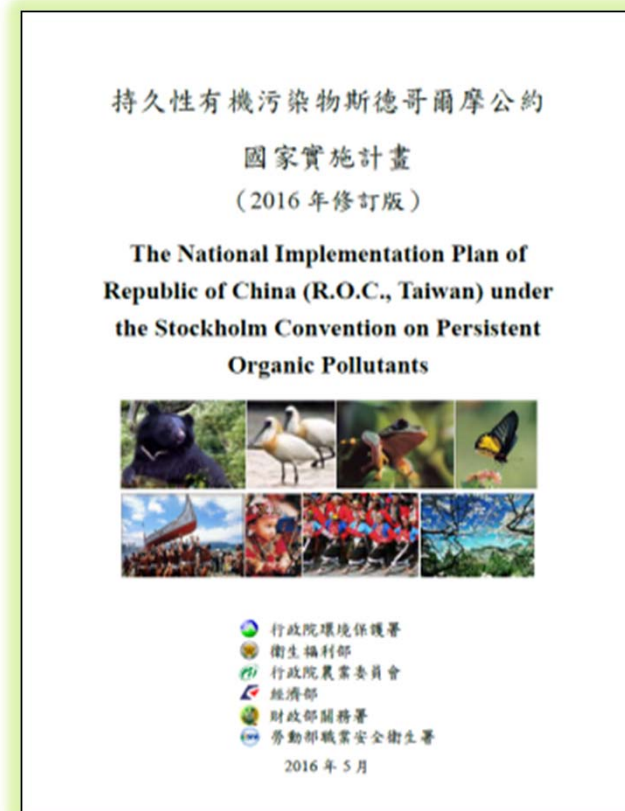 持久性有機污染物斯德哥爾摩公約
國家實施計畫
（2016 年修訂版）
The National Implementation Plan of
Republic of China (R.O.C., Taiwan) under
the Stockholm Convention on Persistent
Organic Pollutants
行政院環境保護署
衛生福利部
行政院農業委員會
經濟部
財政部關務署
勞動部職業安全衛生署
2016 年 5 月